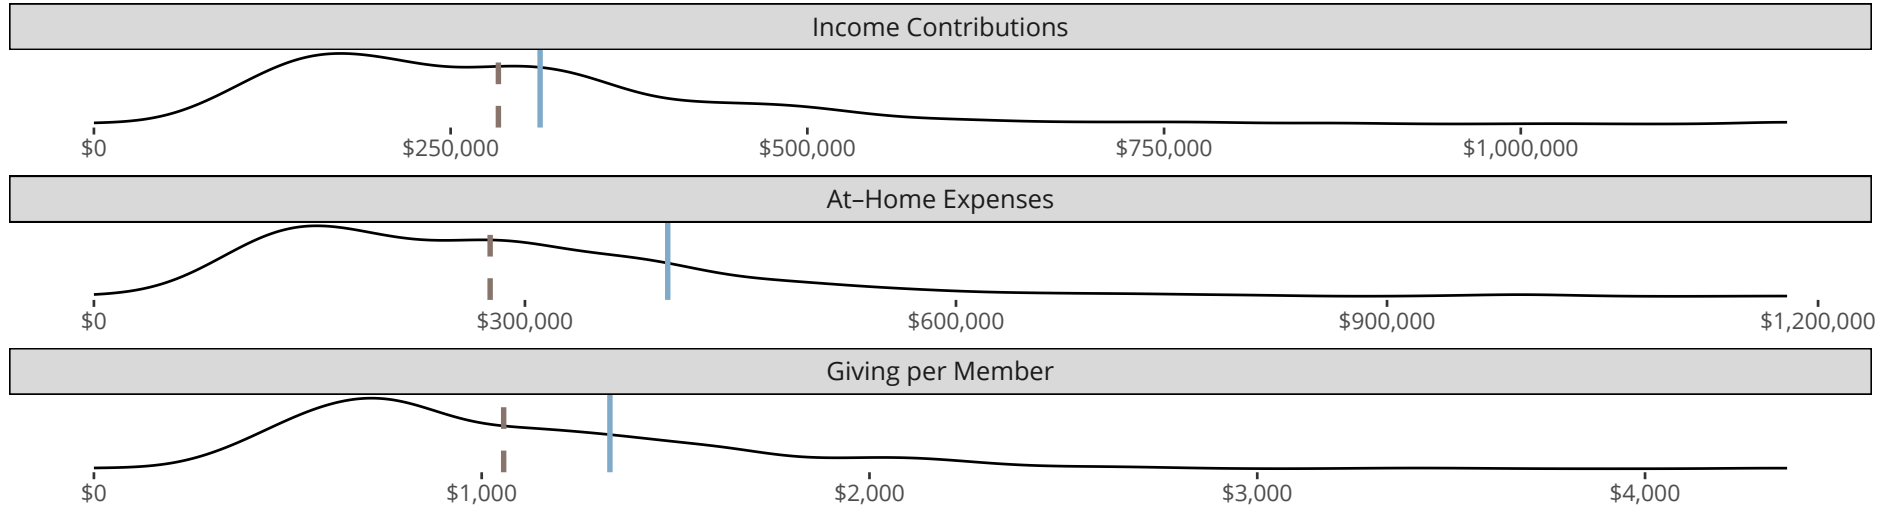 Income Contributions
$0 $250,000 $500,000 $750,000 $1,000,000
At–Home Expenses
$0 $300,000 $600,000 $900,000 $1,200,000
Giving per Member
$0 $1,000 $2,000 $3,000 $4,000